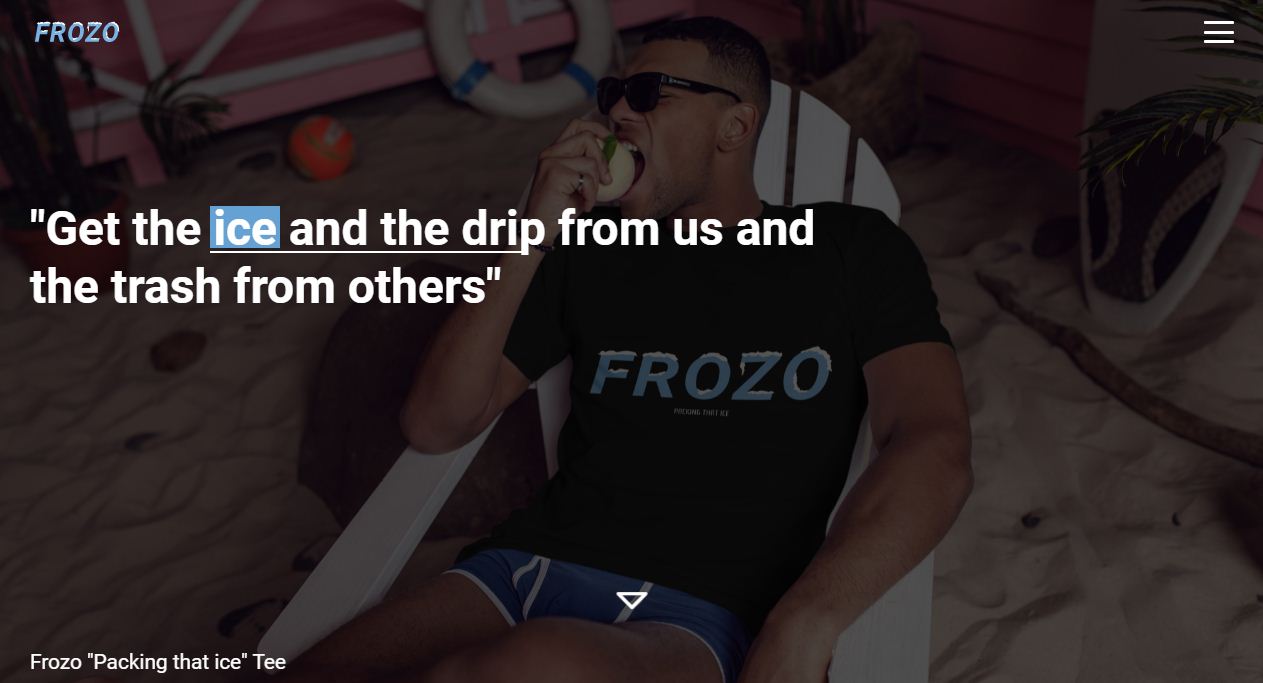 FROZO
"Get the ice and the drip from us and
the trash from others"
FROZO
PACKING THAT ICE
Frozo "Packing that ice" Tee